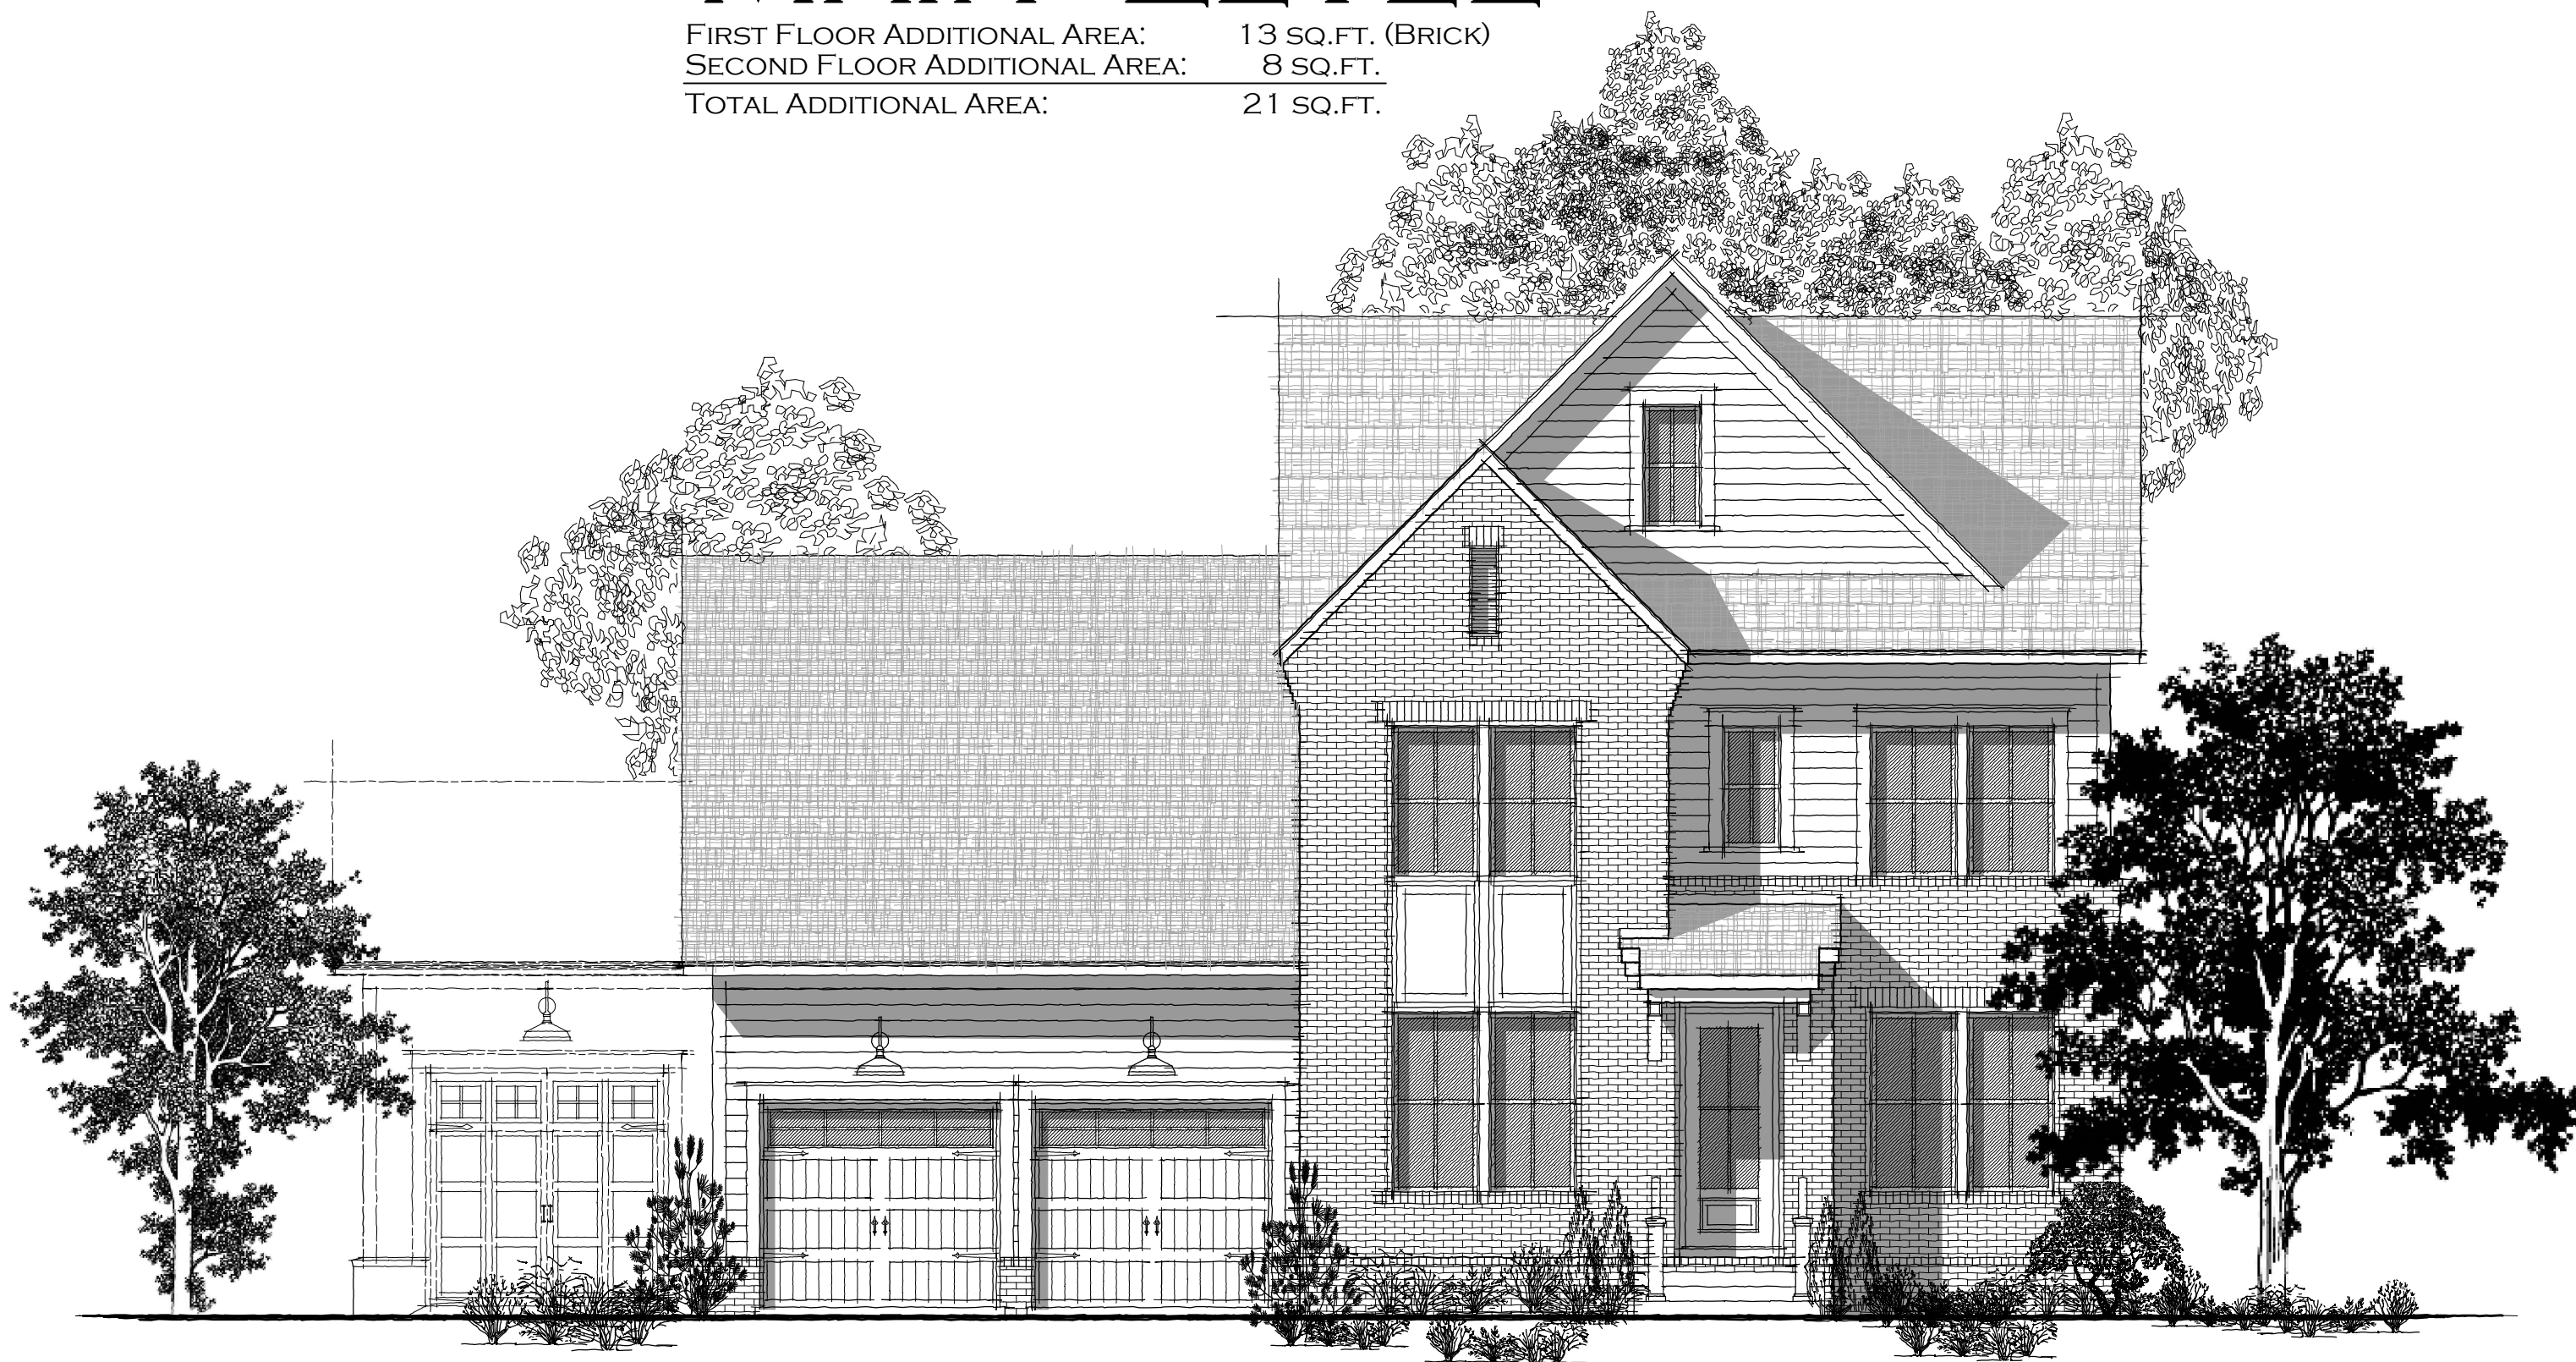 First Floor Additional Area: 13 sq.ft. (Brick)
Second Floor Additional Area: 8 sq.ft.
Total Additional Area: 21 sq.ft.